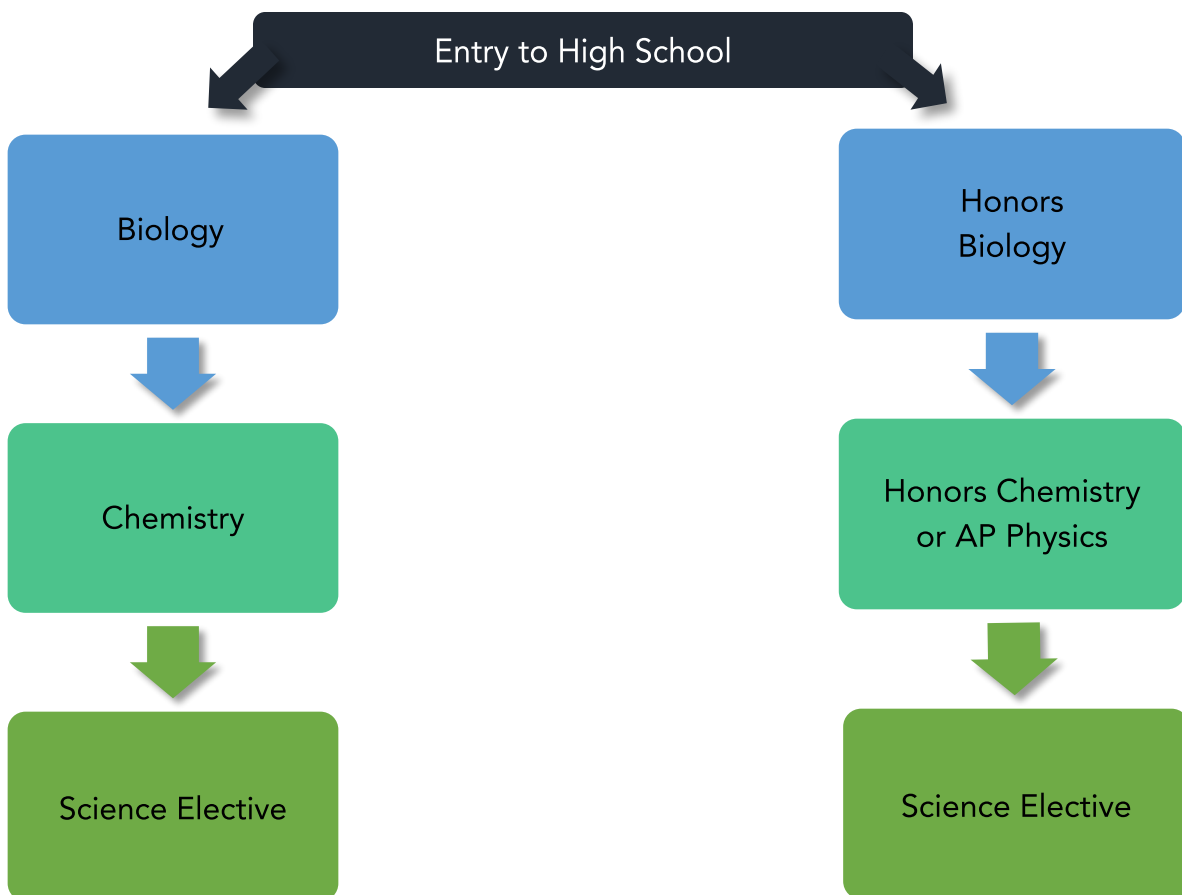 Entry to High School
Biology
Honors
Biology
Chemistry
Honors Chemistry
or AP Physics
Science Elective
Science Elective